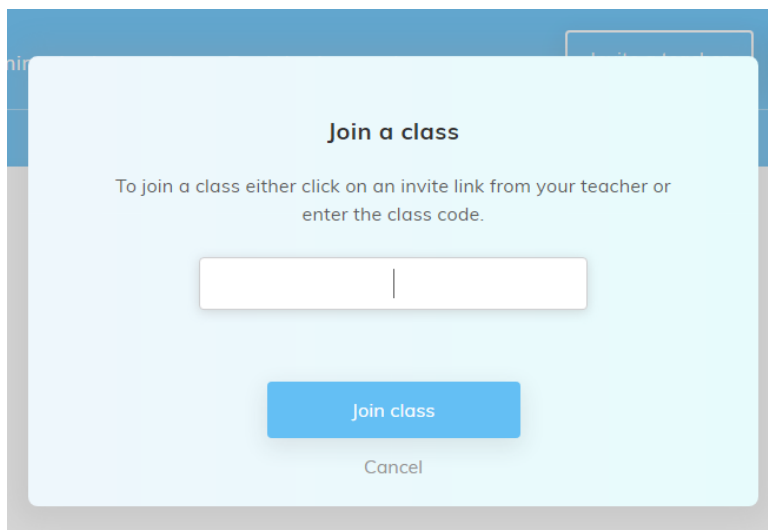 Join a class
To join a class either click on an invite link from your teacher or
enter the class code.
Join class
Cancel